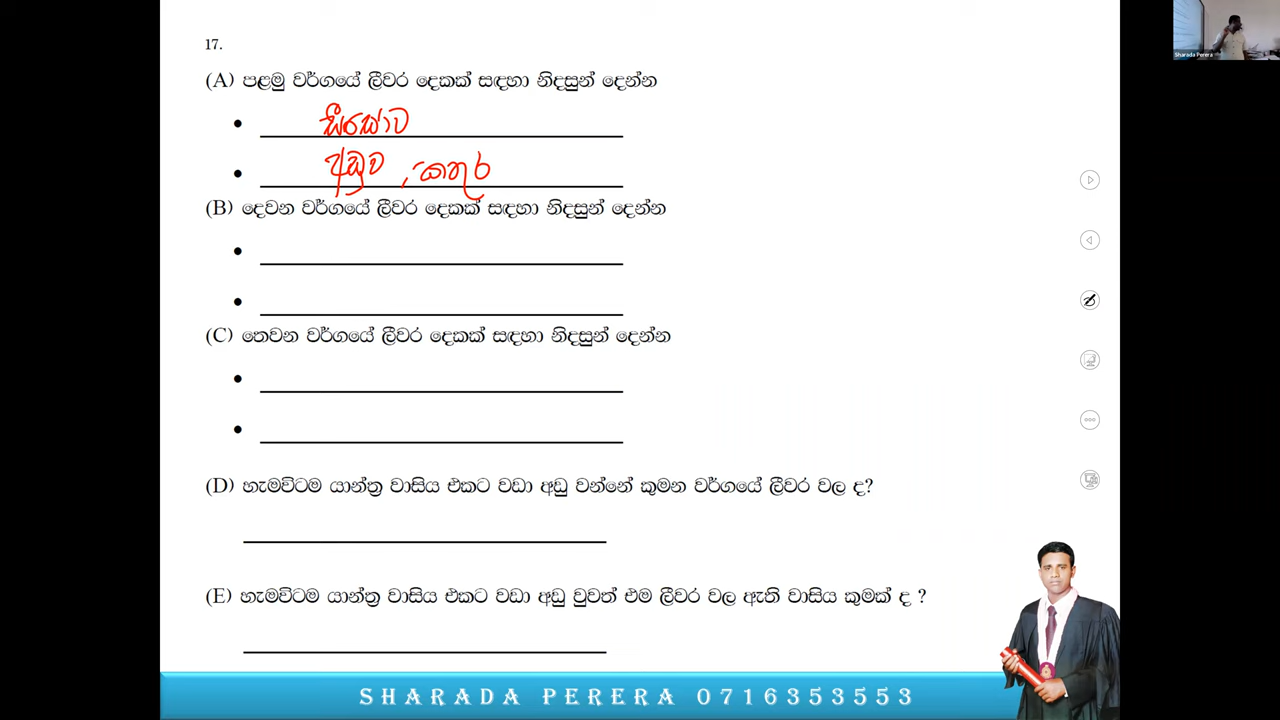 Sharada Perera
17.
(A) පළමු වර්ගයේ ලීවර දෙකක් සඳහා නිදසුන් දෙන්න
• සීසෝව
• අඬුව , කතුර
(B) දෙවන වර්ගයේ ලීවර දෙකක් සඳහා නිදසුන් දෙන්න
•
•
(C) තෙවන වර්ගයේ ලීවර දෙකක් සඳහා නිදසුන් දෙන්න
•
•
(D) හැමවිටම යාන්ත්‍ර වාසිය එකට වඩා අඩු වන්නේ කුමන වර්ගයේ ලීවර වල ද?
(E) හැමවිටම යාන්ත්‍ර වාසිය එකට වඩා අඩු වුවත් එම ලීවර වල ඇති වාසිය කුමක් ද ?
SHARADA PERERA 0716353553